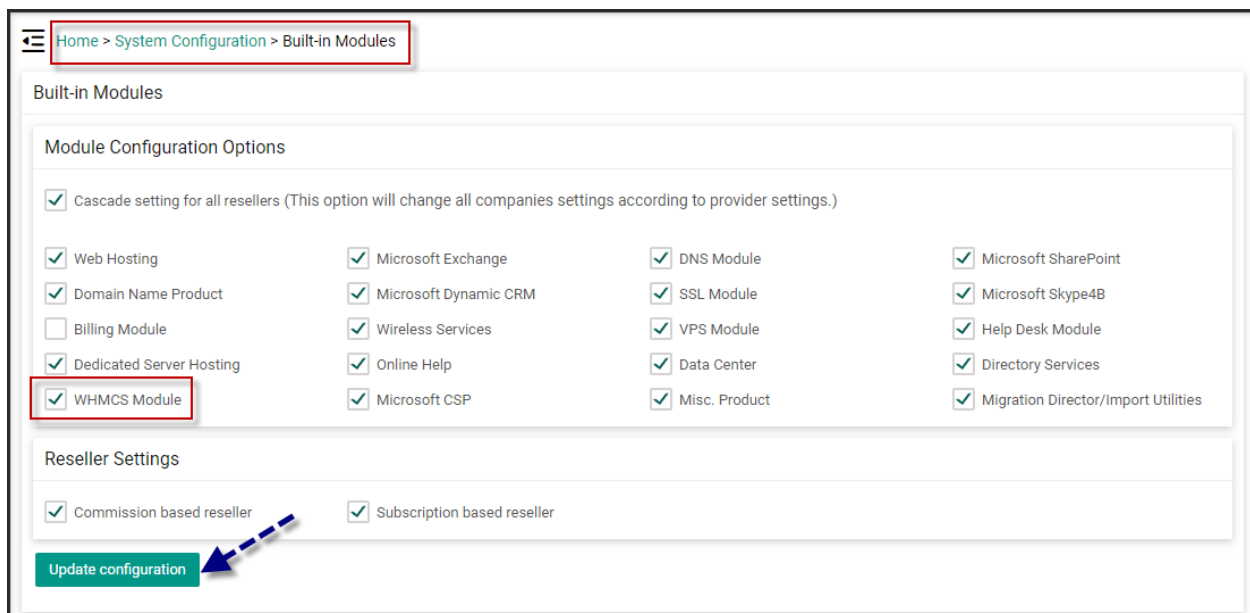 Home > System Configuration > Built-in Modules
Built-in Modules
Module Configuration Options
Cascade setting for all resellers (This option will change all companies settings according to provider settings.)
Web Hosting Microsoft Exchange DNS Module Microsoft SharePoint
Domain Name Product Microsoft Dynamic CRM SSL Module Microsoft Skype4B
Billing Module Wireless Services VPS Module Help Desk Module
Dedicated Server Hosting Online Help Data Center Directory Services
WHMCS Module Microsoft CSP Misc. Product Migration Director/Import Utilities
Reseller Settings
Commission based reseller Subscription based reseller
Update configuration